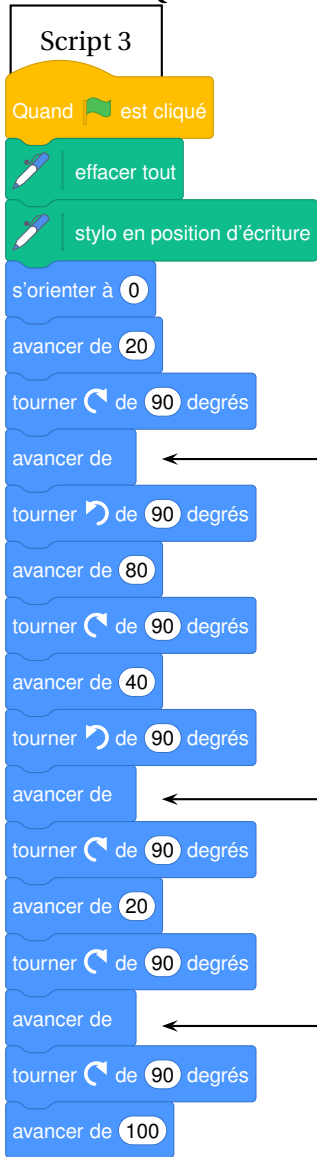 Script 3
Quand est cliqué
effacer tout
stylo en position d'écriture
s'orienter à 0
avancer de 20
tourner de 90 degrés
avancer de
tourner de 90 degrés
avancer de 80
tourner de 90 degrés
avancer de 40
tourner de 90 degrés
avancer de
tourner de 90 degrés
avancer de 20
tourner de 90 degrés
avancer de
tourner de 90 degrés
avancer de 100